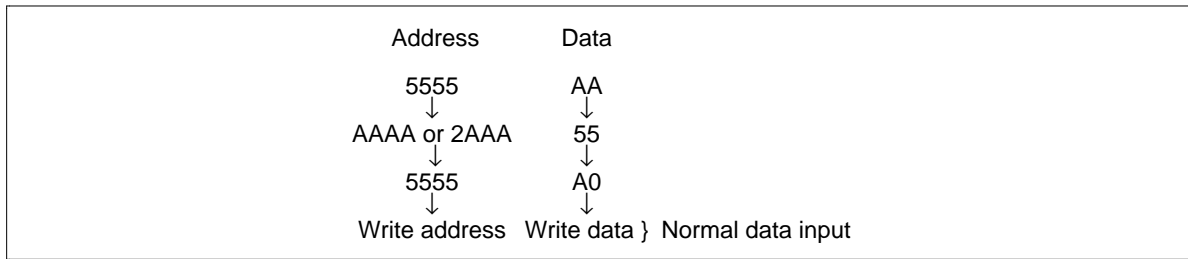 Address Data
5555 AA
↓ ↓
AAAA or 2AAA 55
↓ ↓
5555 A0
↓ ↓
Write address Write data } Normal data input